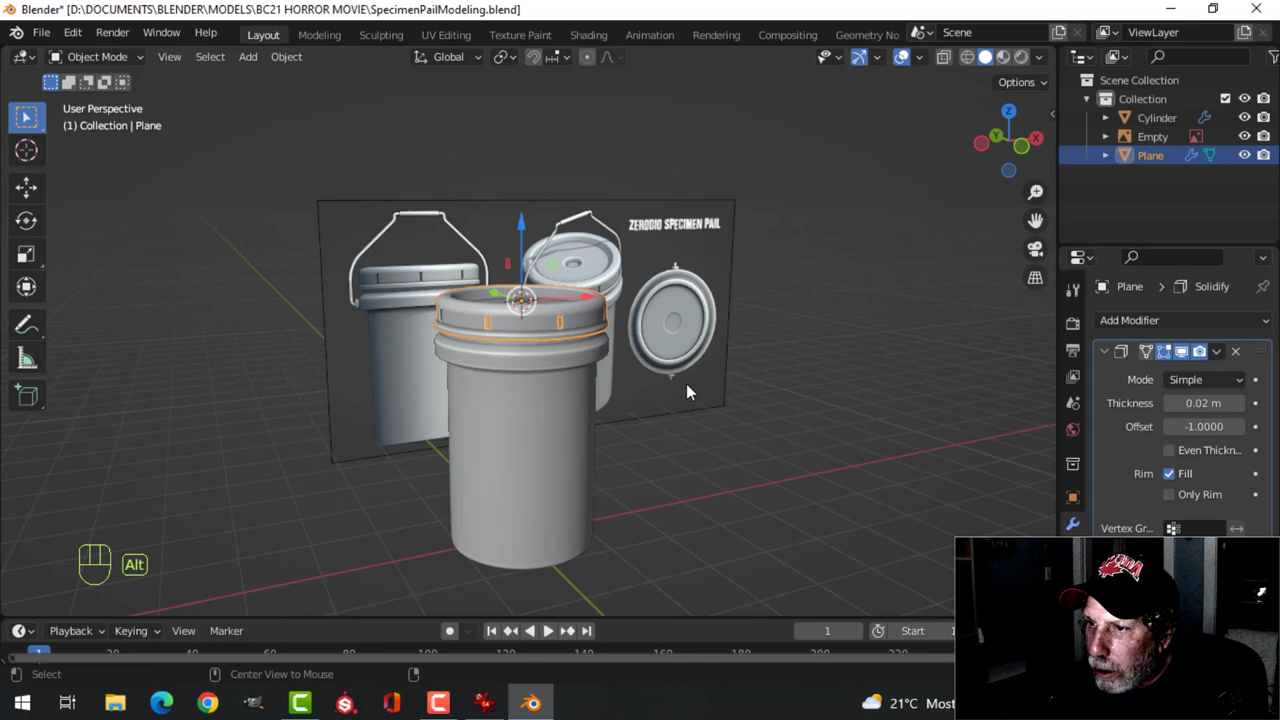 Blender* [D:\DOCUMENTS\BLENDER\MODELS\BC21 HORROR MOVIE\SpecimenPailModeling.blend]
File Edit Render Window Help Layout Modeling Sculpting UV Editing Texture Paint Shading Animation Rendering Compositing Geometry No Scene ViewLayer
Object Mode View Select Add Object Global
Options
User Perspective
(1) Collection | Plane
Z
Y
X
Scene Collection
Collection
Cylinder
Empty
Plane
ZEROBIO SPECIMEN PAIL
Plane > Solidify
Add Modifier
Mode Simple
Thickness 0.02 m
Offset -1.0000
Even Thickn...
Rim Fill
Only Rim
Vertex Gr...
Alt
Playback Keying View Marker 1 Start
Select Center View to Mouse
21°C Most